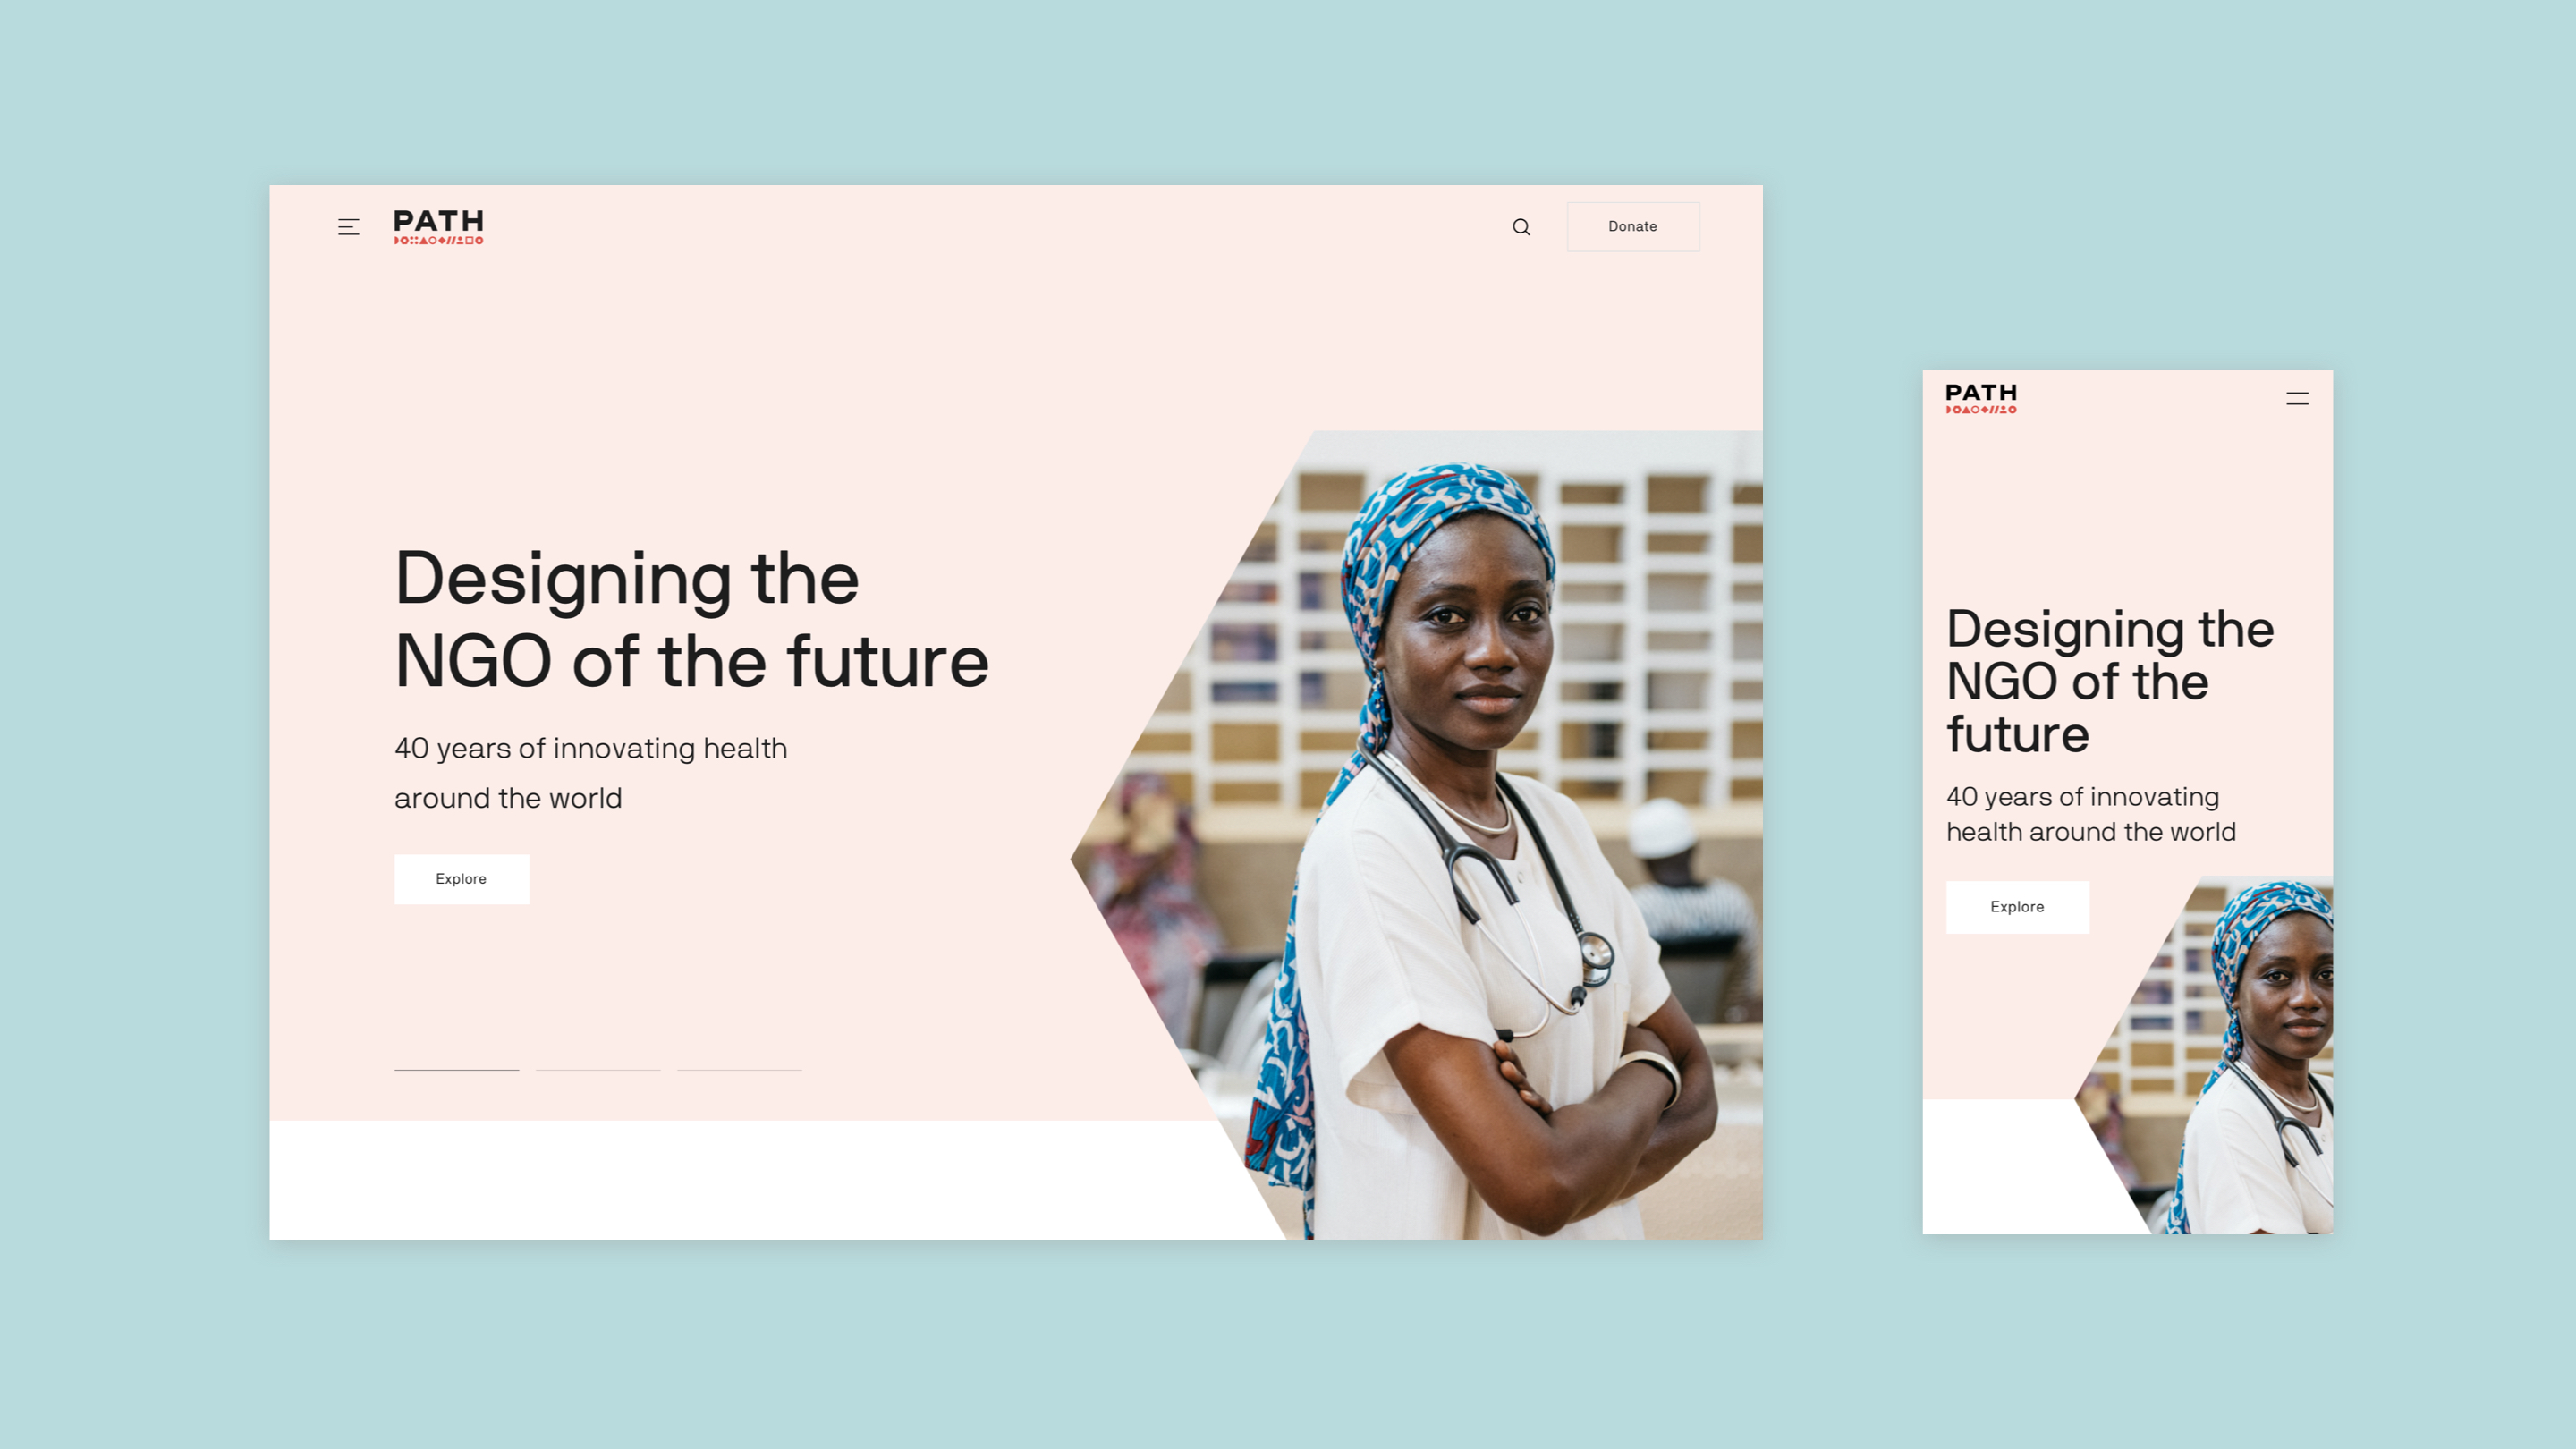 PATH
Donate
Designing the
NGO of the future
40 years of innovating health
around the world
Explore
PATH
Designing the
NGO of the
future
40 years of innovating
health around the world
Explore